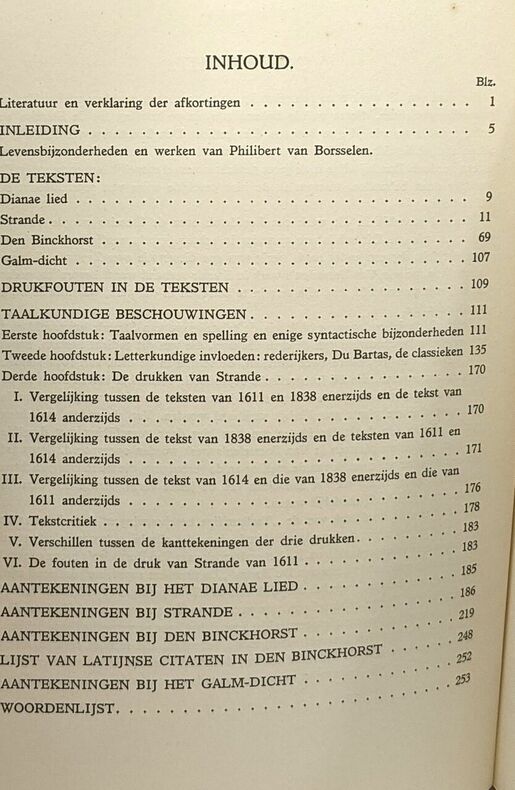 INHOUD.
Blz.
Literatuur en verklaring der afkortingen . . . . . . . . . . . . . . . . . 1
INLEIDING . . . . . . . . . . . . . . . . . . . . . . . 5
Levensbijzonderheden en werken van Philibert van Borsselen.
DE TEKSTEN:
Dianae lied . . . . . . . . . . . . . . . . . . . . . . . 9
Strande . . . . . . . . . . . . . . . . . . . . . . . . 11
Den Binckhorst . . . . . . . . . . . . . . . . . . . . . . 69
Galm-dicht . . . . . . . . . . . . . . . . . . . . . . . 107
DRUKFOUTEN IN DE TEKSTEN . . . . . . . . . . . . . . . 109
TAALKUNDIGE BESCHOUWINGEN . . . . . . . . . . . . . . 111
Eerste hoofdstuk: Taalvormen en spelling en enige syntactische bijzonderheden 111
Tweede hoofdstuk: Letterkundige invloeden: rederijkers, Du Bartas, de classieken 135
Derde hoofdstuk: De drukken van Strande . . . . . . . . . . . . . 170
I. Vergelijking tussen de teksten van 1611 en 1838 enerzijds en de tekst van
1614 anderzijds . . . . . . . . . . . . . . . . . . . 170
II. Vergelijking tussen de tekst van 1838 enerzijds en de teksten van 1611 en
1614 anderzijds . . . . . . . . . . . . . . . . . . . 171
III. Vergelijking tussen de tekst van 1614 en die van 1838 enerzijds en die van
1611 anderzijds . . . . . . . . . . . . . . . . . . . 176
IV. Tekstcritiek . . . . . . . . . . . . . . . . . . . . 178
V. Verschillen tussen de kanttekeningen der drie drukken . . . . . . . 183
VI. De fouten in de druk van Strande van 1611 . . . . . . . . . . 183
AANTEKENINGEN BIJ HET DIANAE LIED . . . . . . . . . . . 185
AANTEKENINGEN BIJ STRANDE . . . . . . . . . . . . . . 186
AANTEKENINGEN BIJ DEN BINCKHORST . . . . . . . . . . . 219
LIJST VAN LATIJNSE CITATEN IN DEN BINCKHORST . . . . . . 248
AANTEKENINGEN BIJ HET GALM-DICHT . . . . . . . . . . . 252
WOORDENLIJST . . . . . . . . . . . . . . . . . . . . 253